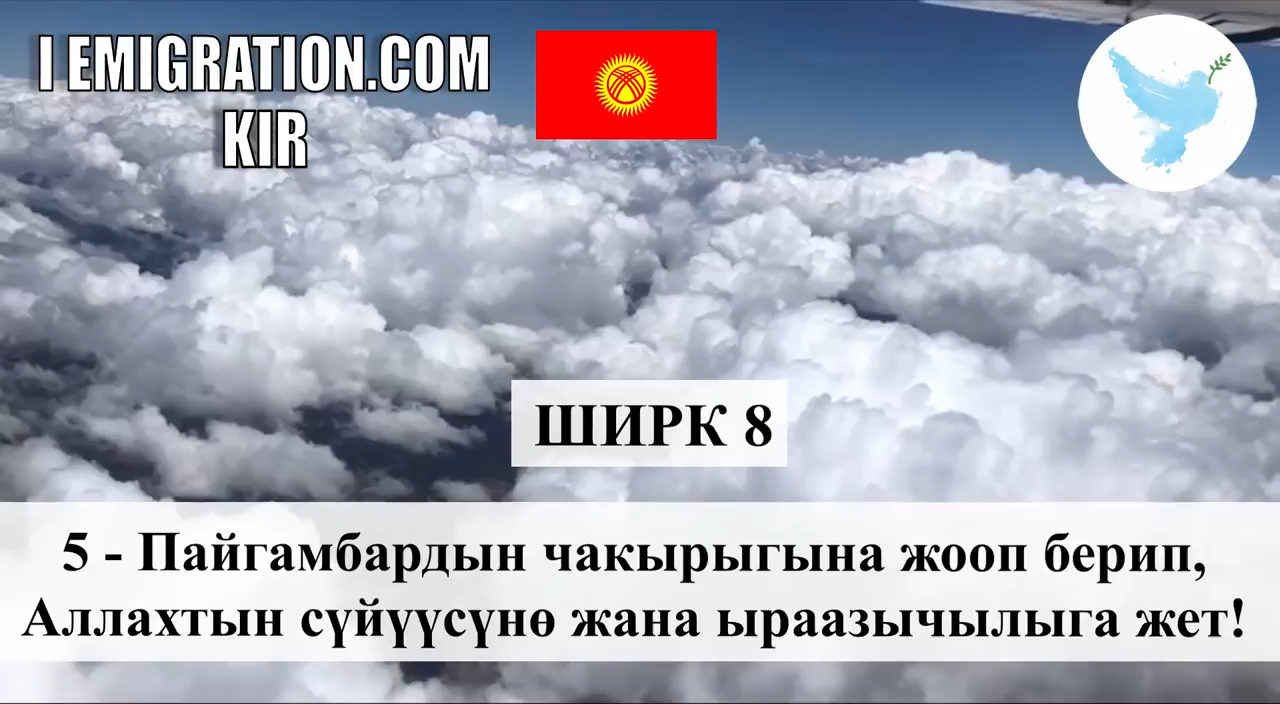 I EMIGRATION.COM
KIR
ШИРК 8
5 - Пайгамбардын чакырыгына жооп берип,
Аллахтын сүйүүсүнө жана ыраазычылыга жет!